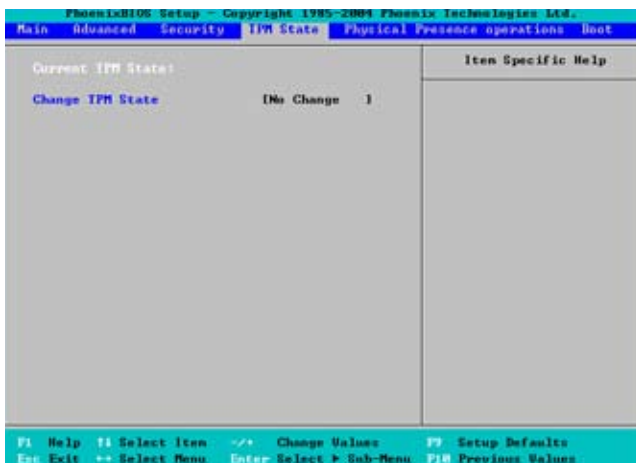 PhoenixBIOS Setup - Copyright 1985-2004 Phoenix Technologies Ltd.
Main Advanced Security TPM State Physical Presence operations Boot
Current TPM State:
Item Specific Help
Change TPM State [No Change ]
F1 Help ↑↓ Select Item -/+ Change Values F9 Setup Defaults
Esc Exit ↔ Select Menu Enter Select ▶ Sub-Menu F10 Previous Values